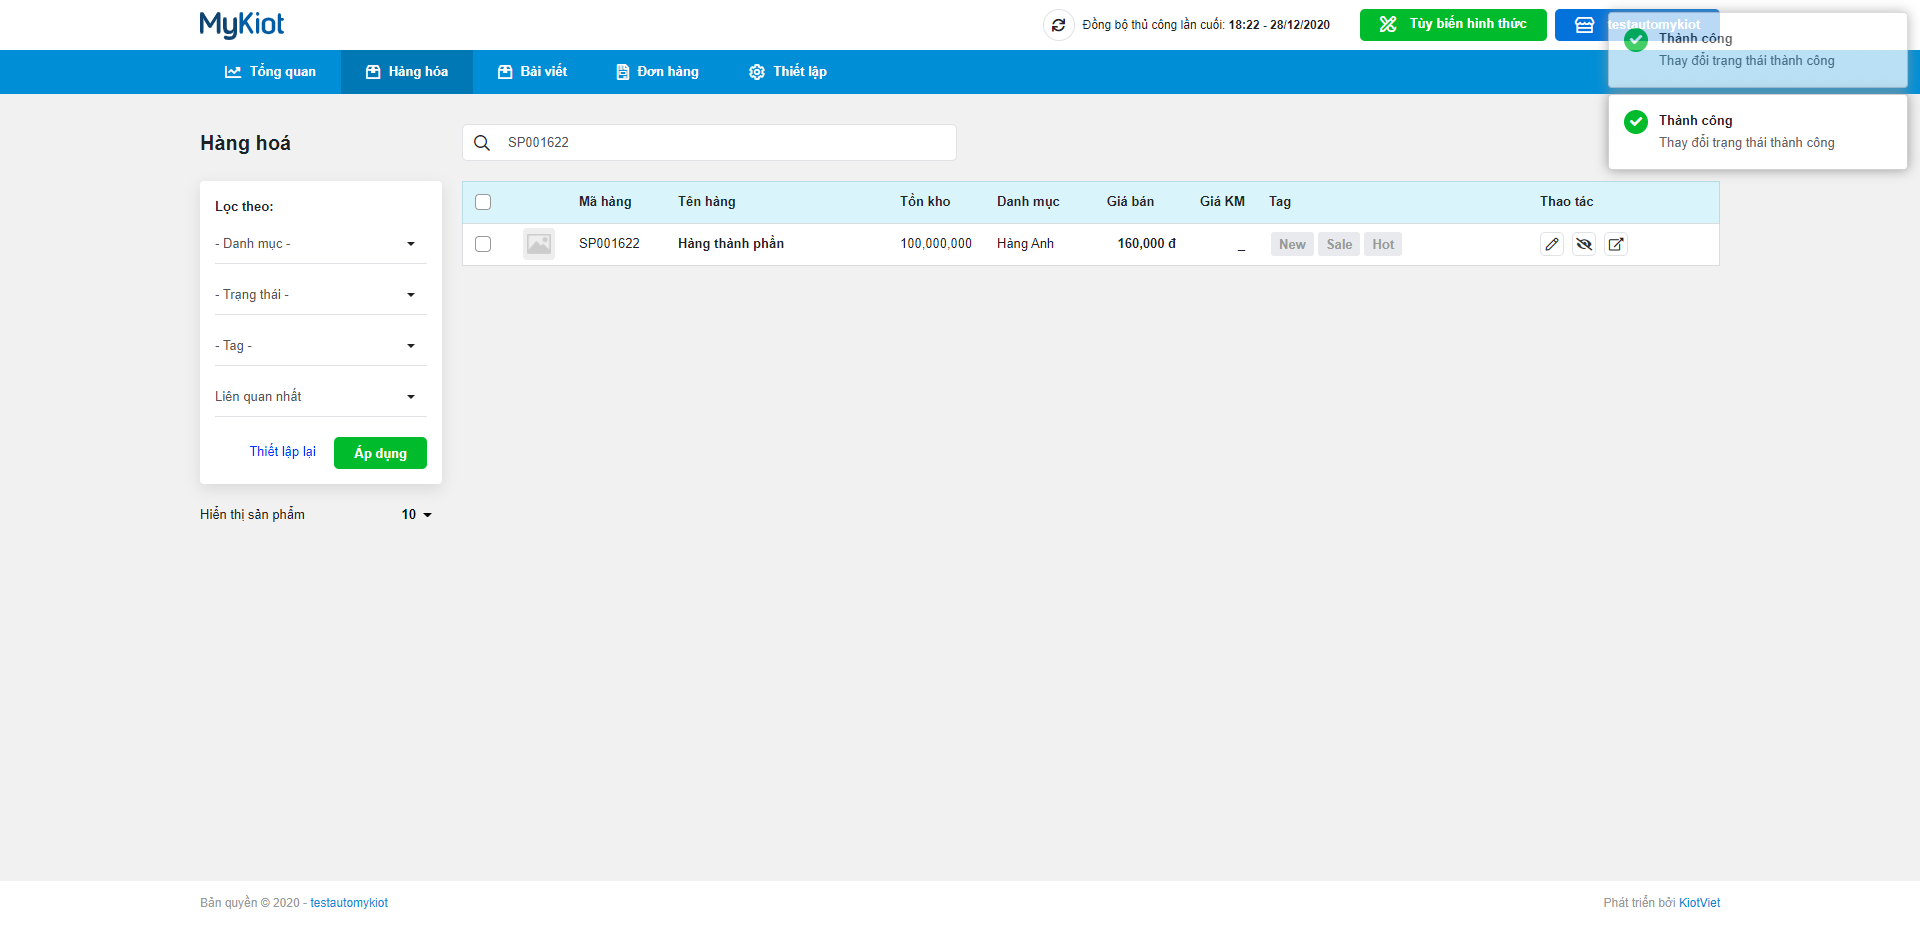 MyKiot
Đồng bộ thủ công lần cuối: 18:22 - 28/12/2020
Tùy biến hình thức
testautomykiot
Thành công
Thay đổi trạng thái thành công
Tổng quan
Hàng hóa
Bài viết
Đơn hàng
Thiết lập
Thành công
Thay đổi trạng thái thành công
Hàng hoá
SP001622
Lọc theo:
- Danh mục -
- Trạng thái -
- Tag -
Liên quan nhất
Thiết lập lại
Áp dụng
Hiển thị sản phẩm
10
Mã hàng Tên hàng Tồn kho Danh mục Giá bán Giá KM Tag Thao tác
SP001622 Hàng thành phần 100,000,000 Hàng Anh 160,000 đ _ New Sale Hot
Bản quyền © 2020 - testautomykiot
Phát triển bởi KiotViet